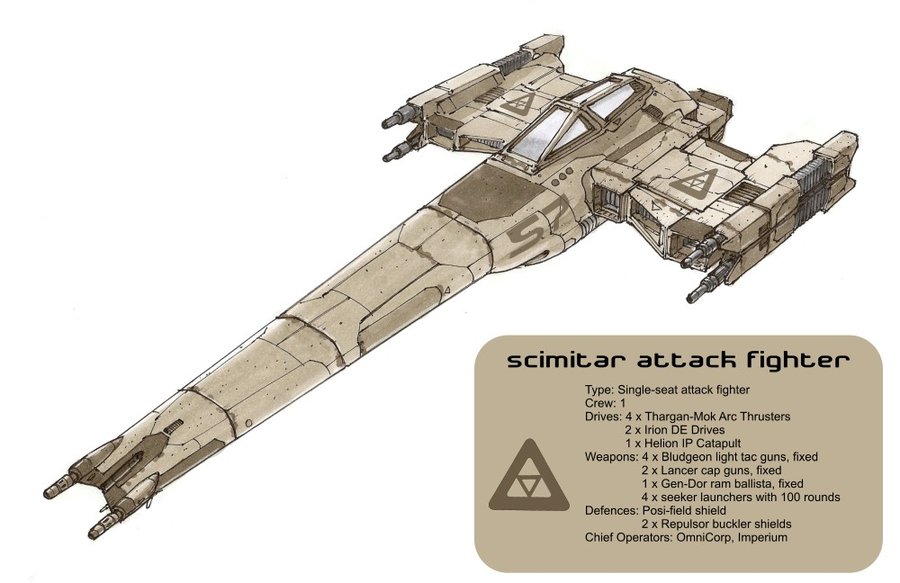 57
scimitar attack fighter
Type: Single-seat attack fighter
Crew: 1
Drives: 4 x Thargan-Mok Arc Thrusters
2 x Irion DE Drives
1 x Helion IP Catapult
Weapons: 4 x Bludgeon light tac guns, fixed
2 x Lancer cap guns, fixed
1 x Gen-Dor ram ballista, fixed
4 x seeker launchers with 100 rounds
Defences: Posi-field shield
2 x Repulsor buckler shields
Chief Operators: OmniCorp, Imperium